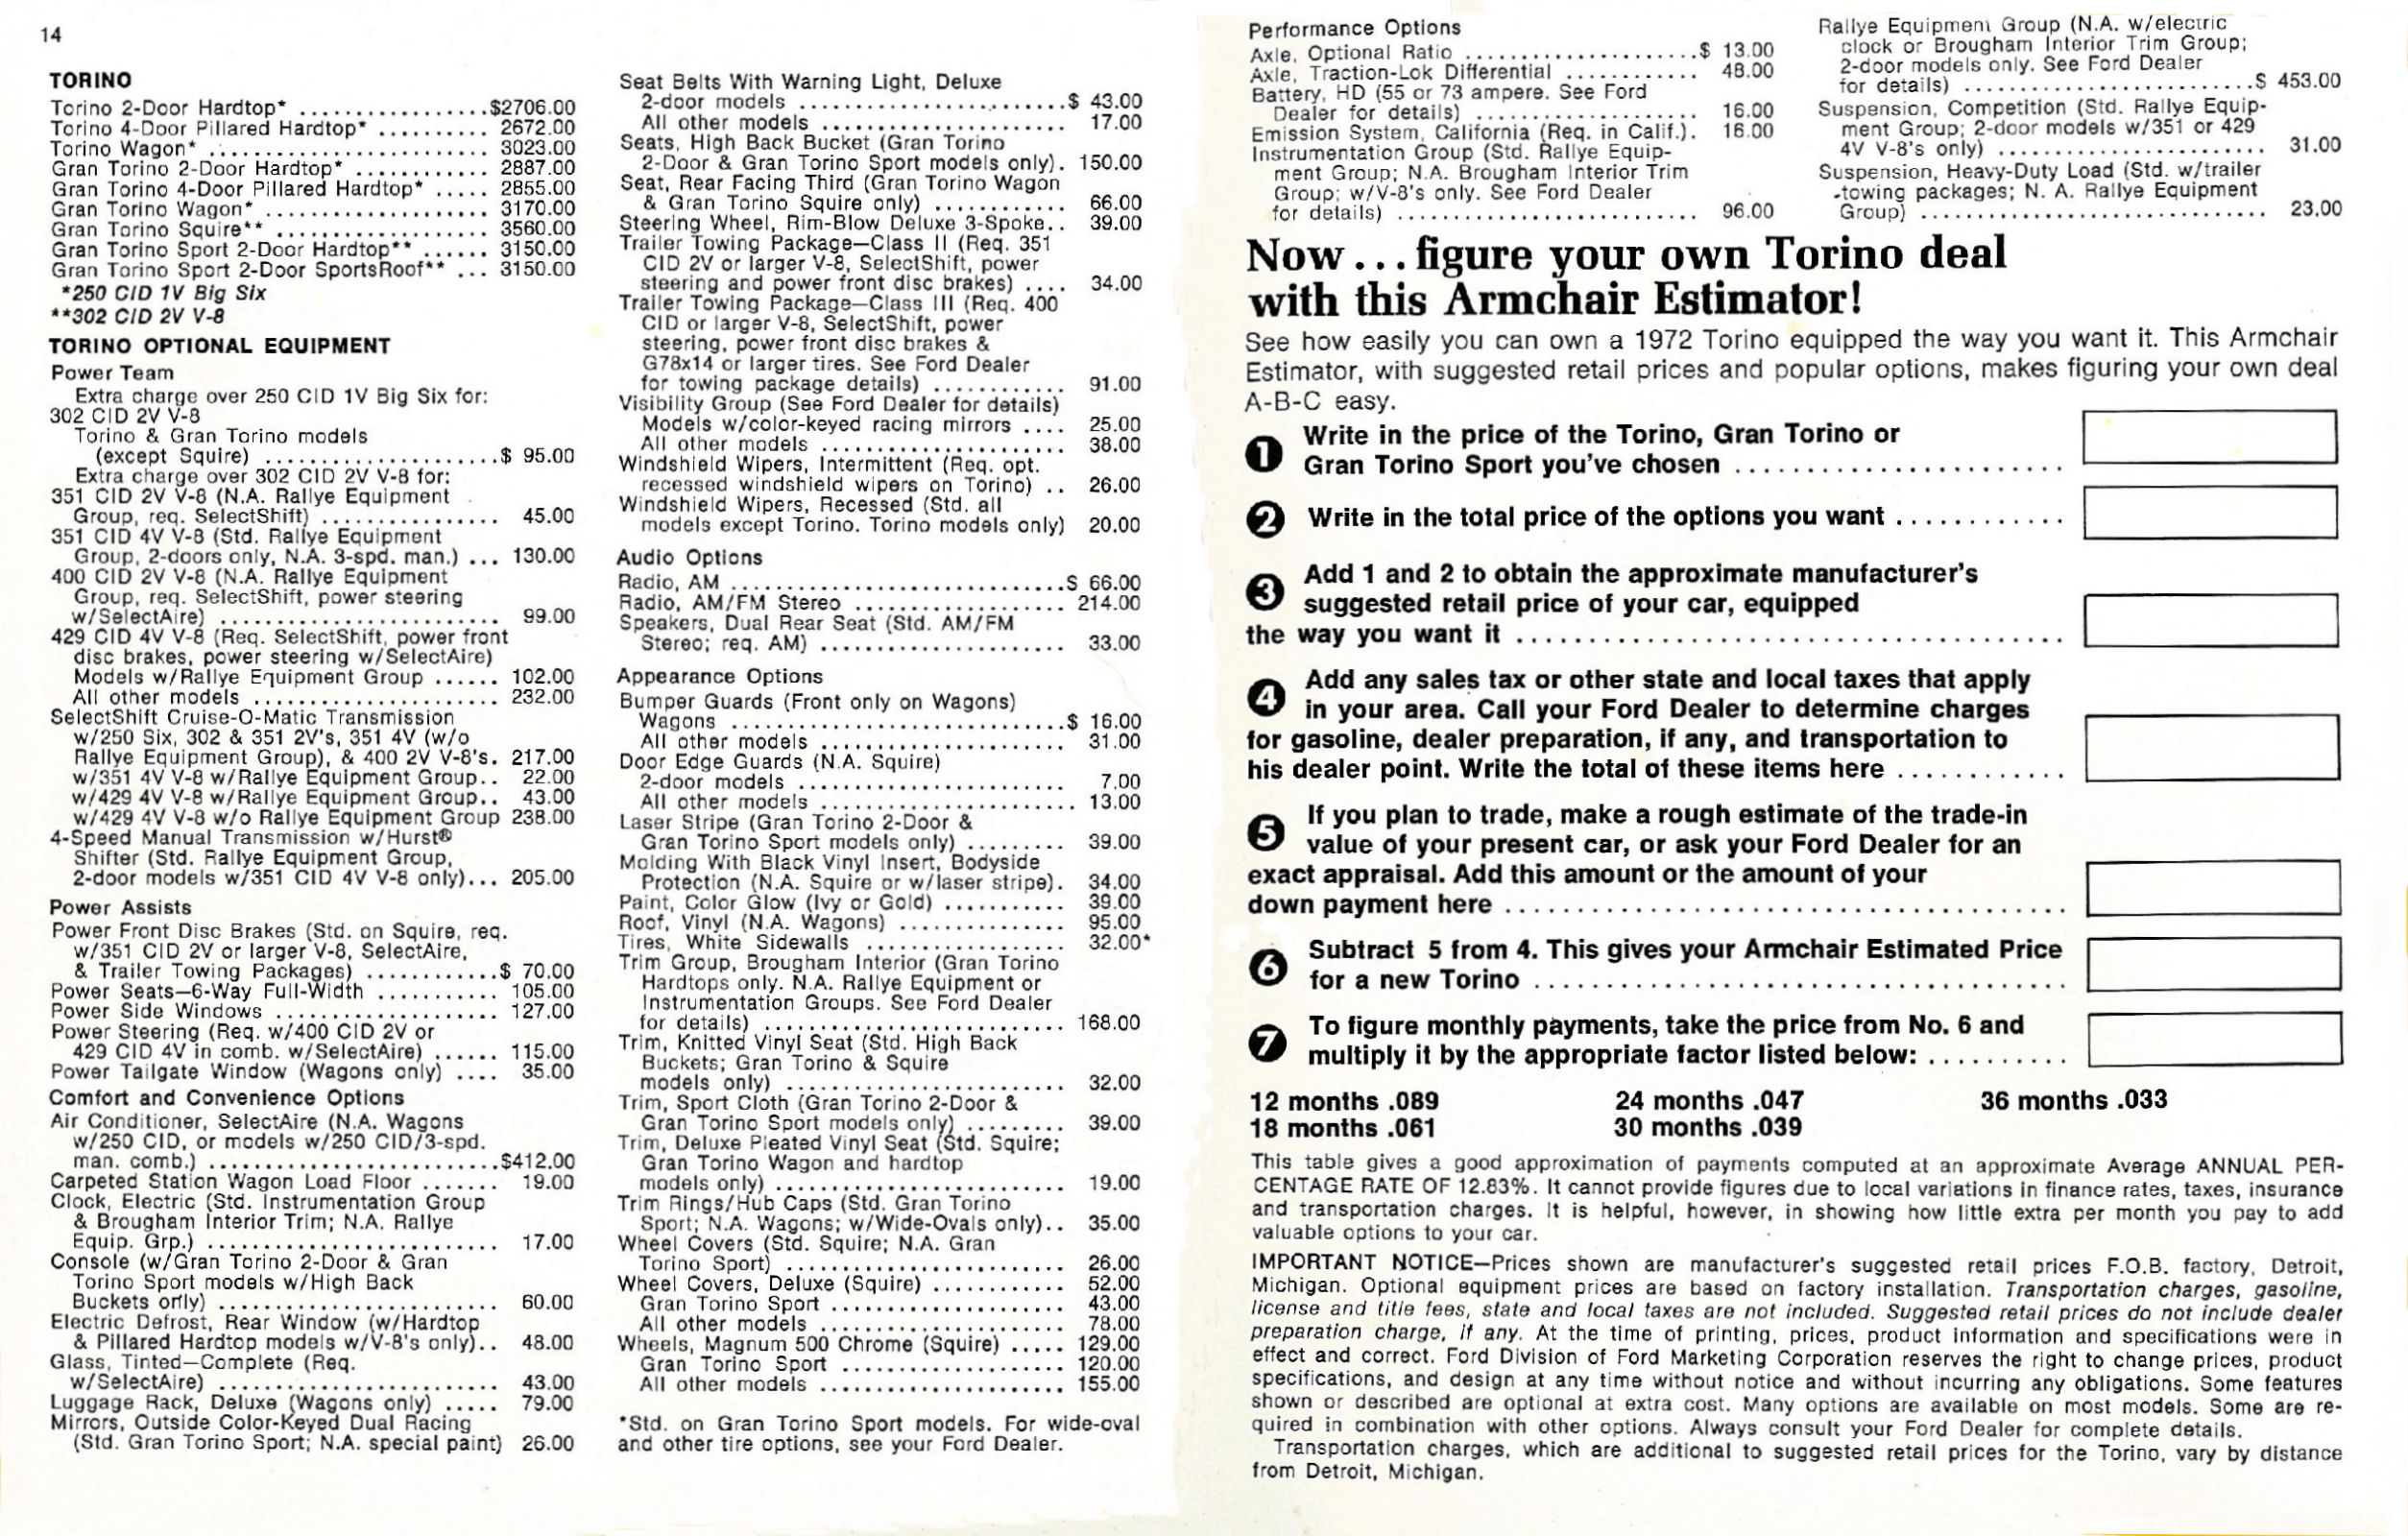 14
TORINO
Torino 2-Door Hardtop* ..................$2706.00
Torino 4-Door Pillared Hardtop* .......... 2672.00
Torino Wagon* .......................... 3023.00
Gran Torino 2-Door Hardtop* ............ 2887.00
Gran Torino 4-Door Pillared Hardtop* ..... 2855.00
Gran Torino Wagon* .................... 3170.00
Gran Torino Squire** ................... 3560.00
Gran Torino Sport 2-Door Hardtop** ...... 3150.00
Gran Torino Sport 2-Door SportsRoof** ... 3150.00
*250 CID 1V Big Six
**302 CID 2V V-8
TORINO OPTIONAL EQUIPMENT
Power Team
Extra charge over 250 CID 1V Big Six for:
302 CID 2V V-8
Torino & Gran Torino models
(except Squire) ......................$ 95.00
Extra charge over 302 CID 2V V-8 for:
351 CID 2V V-8 (N.A. Rallye Equipment
Group, req. SelectShift) ................ 45.00
351 CID 4V V-8 (Std. Rallye Equipment
Group, 2-doors only, N.A. 3-spd. man.) ... 130.00
400 CID 2V V-8 (N.A. Rallye Equipment
Group, req. SelectShift, power steering
w/SelectAire) ......................... 99.00
429 CID 4V V-8 (Req. SelectShift, power front
disc brakes, power steering w/SelectAire)
Models w/Rallye Equipment Group ...... 102.00
All other models ...................... 232.00
SelectShift Cruise-O-Matic Transmission
w/250 Six, 302 & 351 2V's, 351 4V (w/o
Rallye Equipment Group), & 400 2V V-8's. 217.00
w/351 4V V-8 w/Rallye Equipment Group.. 22.00
w/429 4V V-8 w/Rallye Equipment Group.. 43.00
w/429 4V V-8 w/o Rallye Equipment Group 238.00
4-Speed Manual Transmission w/Hurst®
Shifter (Std. Rallye Equipment Group,
2-door models w/351 CID 4V V-8 only)... 205.00
Power Assists
Power Front Disc Brakes (Std. on Squire, req.
w/351 CID 2V or larger V-8, SelectAire,
& Trailer Towing Packages) ............$ 70.00
Power Seats—6-Way Full-Width ........... 105.00
Power Side Windows .................... 127.00
Power Steering (Req. w/400 CID 2V or
429 CID 4V in comb. w/SelectAire) ...... 115.00
Power Tailgate Window (Wagons only) .... 35.00
Comfort and Convenience Options
Air Conditioner, SelectAire (N.A. Wagons
w/250 CID, or models w/250 CID/3-spd.
man. comb.) ..........................$412.00
Carpeted Station Wagon Load Floor ....... 19.00
Clock, Electric (Std. Instrumentation Group
& Brougham Interior Trim; N.A. Rallye
Equip. Grp.) .......................... 17.00
Console (w/Gran Torino 2-Door & Gran
Torino Sport models w/High Back
Buckets only) ......................... 60.00
Electric Defrost, Rear Window (w/Hardtop
& Pillared Hardtop models w/V-8's only).. 48.00
Glass, Tinted—Complete (Req.
w/SelectAire) ......................... 43.00
Luggage Rack, Deluxe (Wagons only) ..... 79.00
Mirrors, Outside Color-Keyed Dual Racing
(Std. Gran Torino Sport; N.A. special paint) 26.00
Seat Belts With Warning Light, Deluxe
2-door models ........................$ 43.00
All other models ...................... 17.00
Seats, High Back Bucket (Gran Torino
2-Door & Gran Torino Sport models only). 150.00
Seat, Rear Facing Third (Gran Torino Wagon
& Gran Torino Squire only) ............ 66.00
Steering Wheel, Rim-Blow Deluxe 3-Spoke.. 39.00
Trailer Towing Package—Class II (Req. 351
CID 2V or larger V-8, SelectShift, power
steering and power front disc brakes) .... 34.00
Trailer Towing Package—Class III (Req. 400
CID or larger V-8, SelectShift, power
steering, power front disc brakes &
G78x14 or larger tires. See Ford Dealer
for towing package details) ............ 91.00
Visibility Group (See Ford Dealer for details)
Models w/color-keyed racing mirrors .... 25.00
All other models ...................... 38.00
Windshield Wipers, Intermittent (Req. opt.
recessed windshield wipers on Torino) .. 26.00
Windshield Wipers, Recessed (Std. all
models except Torino. Torino models only) 20.00
Audio Options
Radio, AM ..............................$ 66.00
Radio, AM/FM Stereo ................... 214.00
Speakers, Dual Rear Seat (Std. AM/FM
Stereo; req. AM) ...................... 33.00
Appearance Options
Bumper Guards (Front only on Wagons)
Wagons ..............................$ 16.00
All other models ...................... 31.00
Door Edge Guards (N.A. Squire)
2-door models ......................... 7.00
All other models ....................... 13.00
Laser Stripe (Gran Torino 2-Door &
Gran Torino Sport models only) ......... 39.00
Molding With Black Vinyl Insert, Bodyside
Protection (N.A. Squire or w/laser stripe). 34.00
Paint, Color Glow (Ivy or Gold) ........... 39.00
Roof, Vinyl (N.A. Wagons) ............... 95.00
Tires, White Sidewalls .................. 32.00*
Trim Group, Brougham Interior (Gran Torino
Hardtops only. N.A. Rallye Equipment or
Instrumentation Groups. See Ford Dealer
for details) ........................... 168.00
Trim, Knitted Vinyl Seat (Std. High Back
Buckets; Gran Torino & Squire
models only) ......................... 32.00
Trim, Sport Cloth (Gran Torino 2-Door &
Gran Torino Sport models only) ......... 39.00
Trim, Deluxe Pleated Vinyl Seat (Std. Squire;
Gran Torino Wagon and hardtop
models only) .......................... 19.00
Trim Rings/Hub Caps (Std. Gran Torino
Sport; N.A. Wagons; w/Wide-Ovals only).. 35.00
Wheel Covers (Std. Squire; N.A. Gran
Torino Sport) ......................... 26.00
Wheel Covers, Deluxe (Squire) ............ 52.00
Gran Torino Sport ..................... 43.00
All other models ...................... 78.00
Wheels, Magnum 500 Chrome (Squire) ..... 129.00
Gran Torino Sport .................... 120.00
All other models ...................... 155.00
*Std. on Gran Torino Sport models. For wide-oval
and other tire options, see your Ford Dealer.
Performance Options
Axle, Optional Ratio .....................$ 13.00
Axle, Traction-Lok Differential ............ 48.00
Battery, HD (55 or 73 ampere. See Ford
Dealer for details) ..................... 16.00
Emission System, California (Req. in Calif.). 16.00
Instrumentation Group (Std. Rallye Equip-
ment Group; N.A. Brougham Interior Trim
Group; w/V-8's only. See Ford Dealer
for details) ........................... 96.00
Rallye Equipment Group (N.A. w/electric
clock or Brougham Interior Trim Group;
2-door models only. See Ford Dealer
for details) ..........................$ 453.00
Suspension, Competition (Std. Rallye Equip-
ment Group; 2-door models w/351 or 429
4V V-8's only) ........................ 31.00
Suspension, Heavy-Duty Load (Std. w/trailer
towing packages; N. A. Rallye Equipment
Group) ............................... 23.00
Now...figure your own Torino deal
with this Armchair Estimator!
See how easily you can own a 1972 Torino equipped the way you want it. This Armchair
Estimator, with suggested retail prices and popular options, makes figuring your own deal
A-B-C easy.
1 Write in the price of the Torino, Gran Torino or
Gran Torino Sport you've chosen ......................
2 Write in the total price of the options you want ............
3 Add 1 and 2 to obtain the approximate manufacturer's
suggested retail price of your car, equipped
the way you want it ....................................
4 Add any sales tax or other state and local taxes that apply
in your area. Call your Ford Dealer to determine charges
for gasoline, dealer preparation, if any, and transportation to
his dealer point. Write the total of these items here ............
5 If you plan to trade, make a rough estimate of the trade-in
value of your present car, or ask your Ford Dealer for an
exact appraisal. Add this amount or the amount of your
down payment here .....................................
6 Subtract 5 from 4. This gives your Armchair Estimated Price
for a new Torino ...................................
7 To figure monthly payments, take the price from No. 6 and
multiply it by the appropriate factor listed below: ..........
12 months .089 24 months .047 36 months .033
18 months .061 30 months .039
This table gives a good approximation of payments computed at an approximate Average ANNUAL PER-
CENTAGE RATE OF 12.83%. It cannot provide figures due to local variations in finance rates, taxes, insurance
and transportation charges. It is helpful, however, in showing how little extra per month you pay to add
valuable options to your car.
IMPORTANT NOTICE—Prices shown are manufacturer's suggested retail prices F.O.B. factory, Detroit,
Michigan. Optional equipment prices are based on factory installation. Transportation charges, gasoline,
license and title fees, state and local taxes are not included. Suggested retail prices do not include dealer
preparation charge, if any. At the time of printing, prices, product information and specifications were in
effect and correct. Ford Division of Ford Marketing Corporation reserves the right to change prices, product
specifications, and design at any time without notice and without incurring any obligations. Some features
shown or described are optional at extra cost. Many options are available on most models. Some are re-
quired in combination with other options. Always consult your Ford Dealer for complete details.
Transportation charges, which are additional to suggested retail prices for the Torino, vary by distance
from Detroit, Michigan.